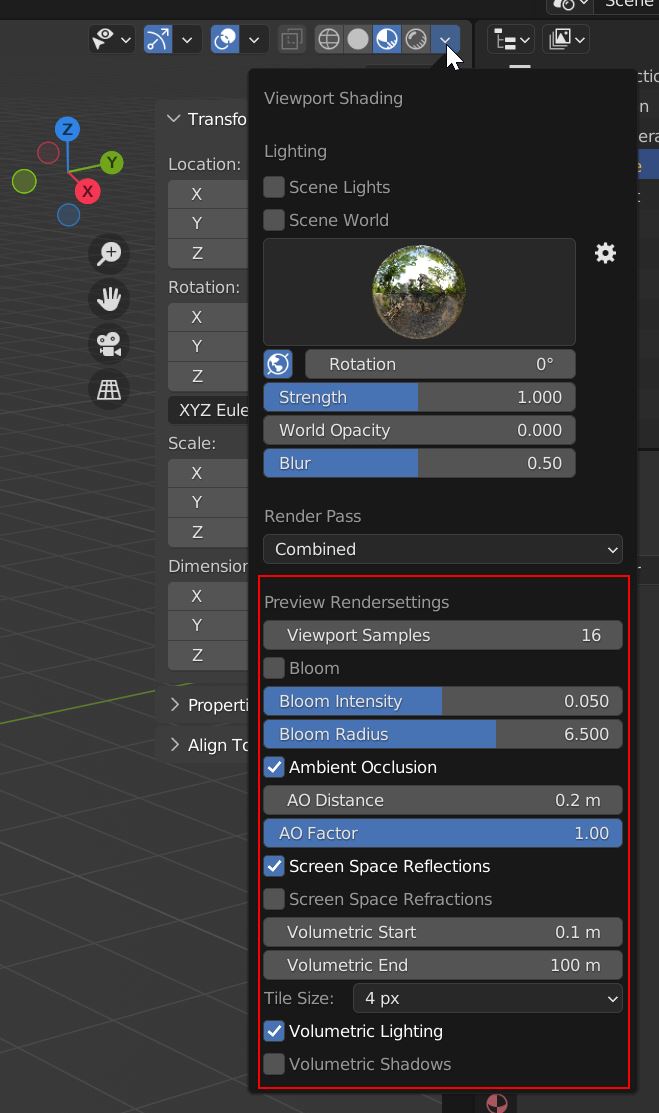 Scene
Viewport Shading
Lighting
Scene Lights
Scene World
Rotation 0°
Strength 1.000
World Opacity 0.000
Blur 0.50
Render Pass
Combined
Preview Rendersettings
Viewport Samples 16
Bloom
Bloom Intensity 0.050
Bloom Radius 6.500
Ambient Occlusion
AO Distance 0.2 m
AO Factor 1.00
Screen Space Reflections
Screen Space Refractions
Volumetric Start 0.1 m
Volumetric End 100 m
Tile Size: 4 px
Volumetric Lighting
Volumetric Shadows
Z
Y
X
Transfo
Location:
X
Y
Z
Rotation:
X
Y
Z
XYZ Eule
Scale:
X
Y
Z
Dimension
X
Y
Z
Properti
Align To